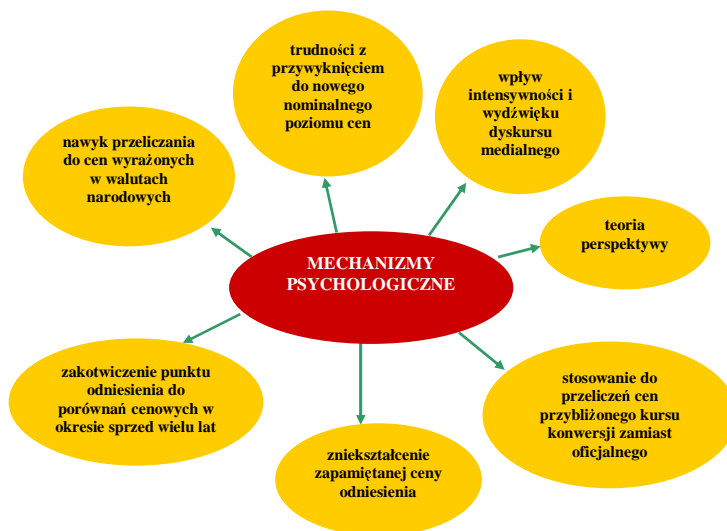 trudności z
przywyknięciem
do nowego
nominalnego
poziomu cen
wpływ
intensywności i
wydźwięku
dyskursu
medialnego
nawyk przeliczania
do cen wyrażonych
w walutach
narodowych
teoria
perspektywy
MECHANIZMY
PSYCHOLOGICZNE
zakotwiczenie punktu
odniesienia do
porównań cenowych w
okresie sprzed wielu lat
stosowanie do
przeliczeń cen
przybliżonego kursu
konwersji zamiast
oficjalnego
zniekształcenie
zapamiętanej ceny
odniesienia